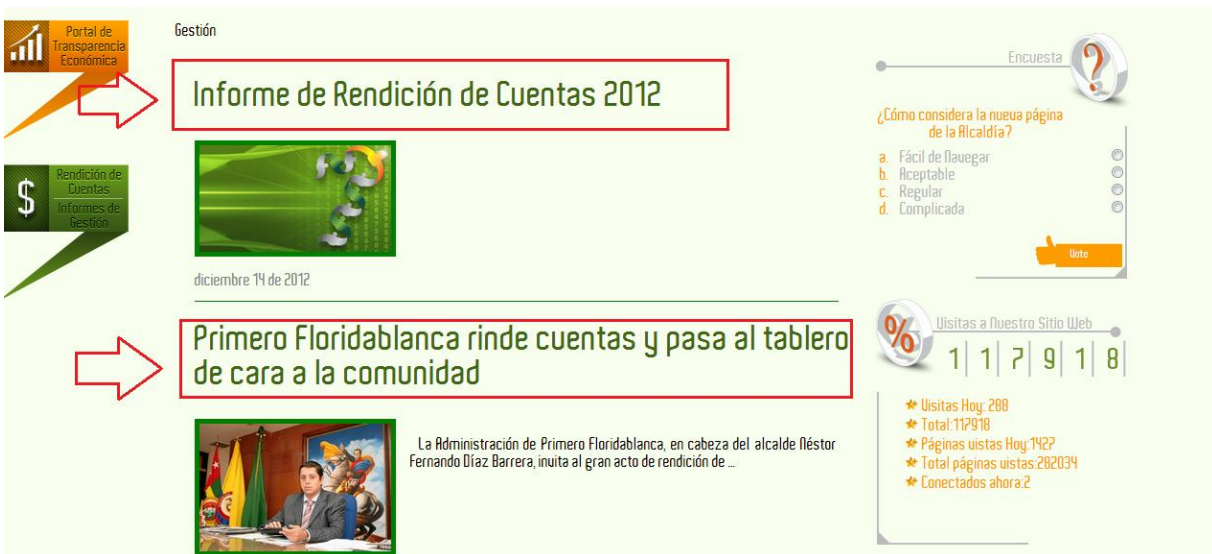 Portal de
Transparencia
Económica
Rendición de
Cuentas
Informes de
Gestión
Gestión
Informe de Rendición de Cuentas 2012
diciembre 14 de 2012
Primero Floridablanca rinde cuentas y pasa al tablero
de cara a la comunidad
La Administración de Primero Floridablanca, en cabeza del alcalde Néstor
Fernando Díaz Barrera, invita al gran acto de rendición de ...
Encuesta
¿Cómo considera la nueva página
de la Alcaldía?
a. Fácil de Navegar
b. Aceptable
c. Regular
d. Complicada
Vote
Visitas a Nuestro Sitio Web
1 1 7 9 1 8
Visitas Hoy: 288
Total:117918
Páginas vistas Hoy:1427
Total páginas vistas:282034
Conectados ahora:2